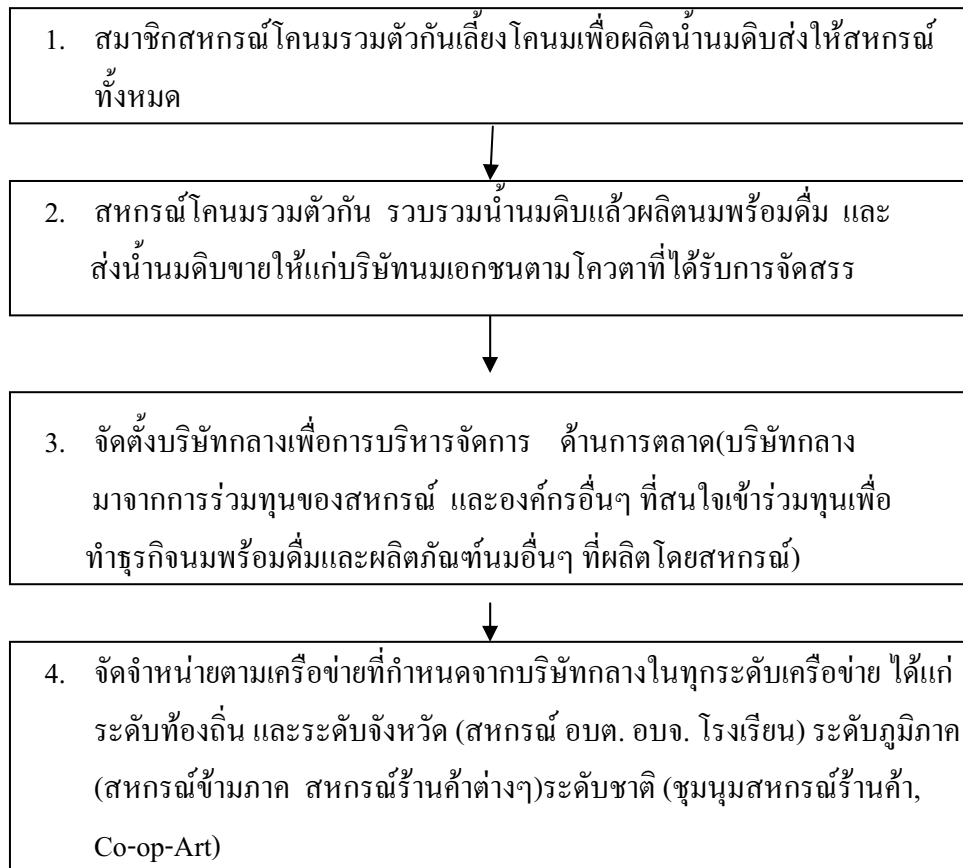 1. สมาชิกสหกรณ์โคนมรวมตัวกันเลี้ยงโคนมเพื่อผลิตน้ำนมดิบส่งให้สหกรณ์
ทั้งหมด
2. สหกรณ์โคนมรวมตัวกัน รวบรวมน้ำนมดิบแล้วผลิตนมพร้อมดื่ม และ
ส่งน้ำนมดิบขายให้แก่บริษัทนมเอกชนตามโควตาที่ได้รับการจัดสรร
3. จัดตั้งบริษัทกลางเพื่อการบริหารจัดการ ด้านการตลาด(บริษัทกลาง
มาจากการร่วมทุนของสหกรณ์ และองค์กรอื่นๆ ที่สนใจเข้าร่วมทุนเพื่อ
ทำธุรกิจนมพร้อมดื่มและผลิตภัณฑ์นมอื่นๆ ที่ผลิตโดยสหกรณ์)
4. จัดจำหน่ายตามเครือข่ายที่กำหนดจากบริษัทกลางในทุกระดับเครือข่าย ได้แก่
ระดับท้องถิ่น และระดับจังหวัด (สหกรณ์ อบต. อบจ. โรงเรียน) ระดับภูมิภาค
(สหกรณ์ข้ามภาค สหกรณ์ร้านค้าต่างๆ)ระดับชาติ (ชุมนุมสหกรณ์ร้านค้า,
Co-op-Art)